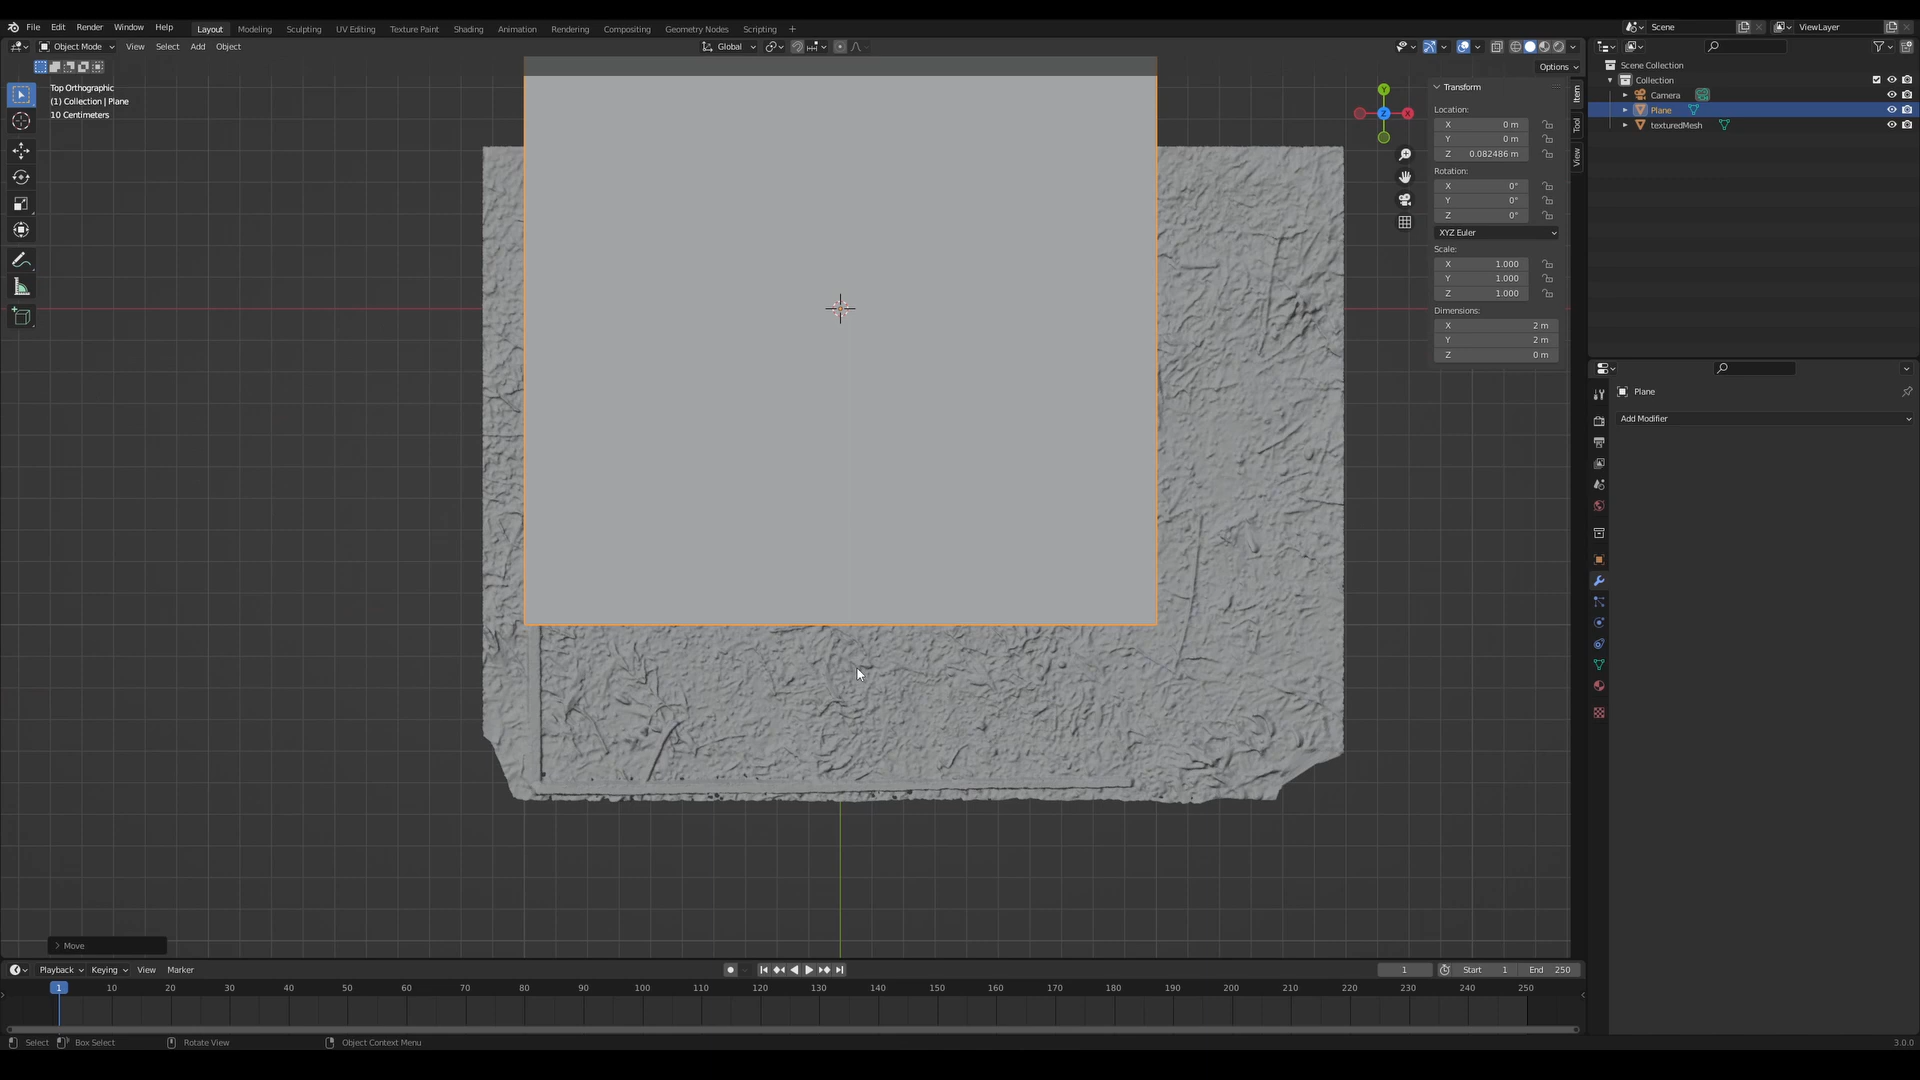 File Edit Render Window Help Layout Modeling Sculpting UV Editing Texture Paint Shading Animation Rendering Compositing Geometry Nodes Scripting + Scene ViewLayer
Object Mode View Select Add Object Global
Options
Top Orthographic
(1) Collection | Plane
10 Centimeters
Y
X
Z
Transform
Location:
X 0 m
Y 0 m
Z 0.082486 m
Rotation:
X 0°
Y 0°
Z 0°
XYZ Euler
Scale:
X 1.000
Y 1.000
Z 1.000
Dimensions:
X 2 m
Y 2 m
Z 0 m
Item
Tool
View
Scene Collection
Collection
Camera
Plane
texturedMesh
Plane
Add Modifier
Move
Playback Keying View Marker 1 Start 1 End 250
1 10 20 30 40 50 60 70 80 90 100 110 120 130 140 150 160 170 180 190 200 210 220 230 240 250
Select Box Select Rotate View Object Context Menu 3.0.0